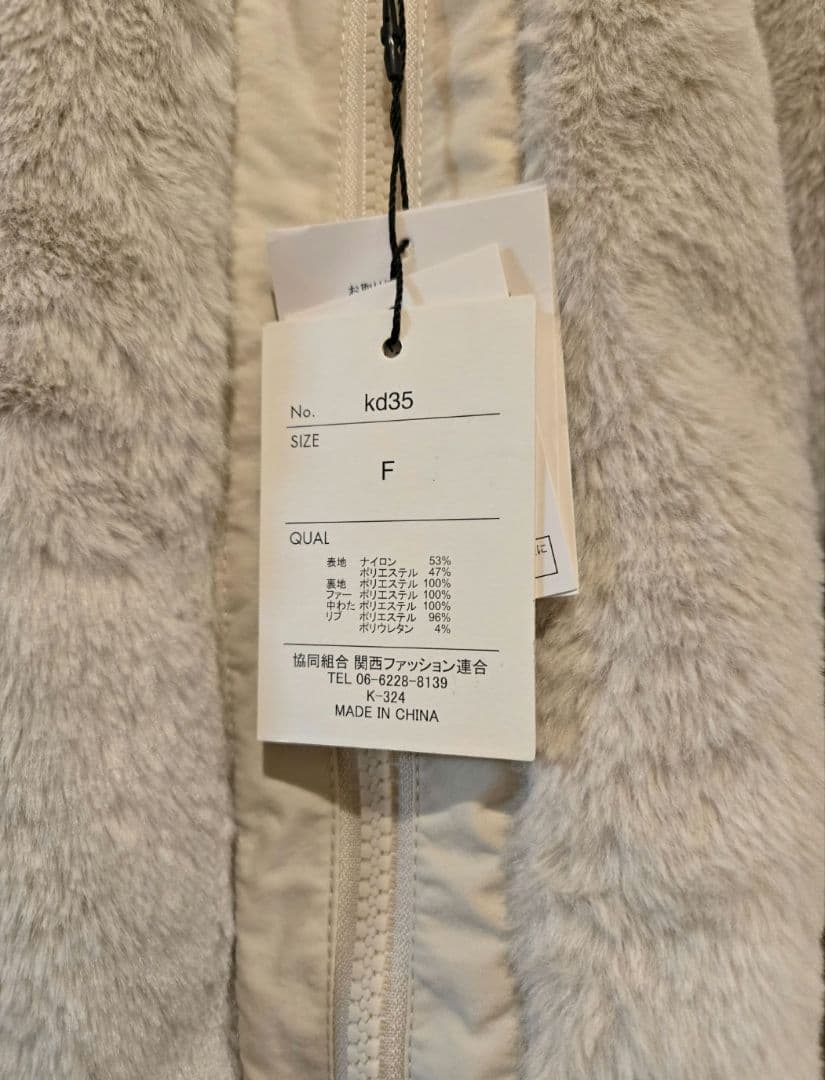 No. kd35
SIZE
F
QUAL
表地 ナイロン 53%
ポリエステル 47%
裏地 ポリエステル 100%
ファー ポリエステル 100%
中わた ポリエステル 100%
リブ ポリエステル 96%
ポリウレタン 4%
協同組合 関西ファッション連合
TEL 06-6228-8139
K-324
MADE IN CHINA